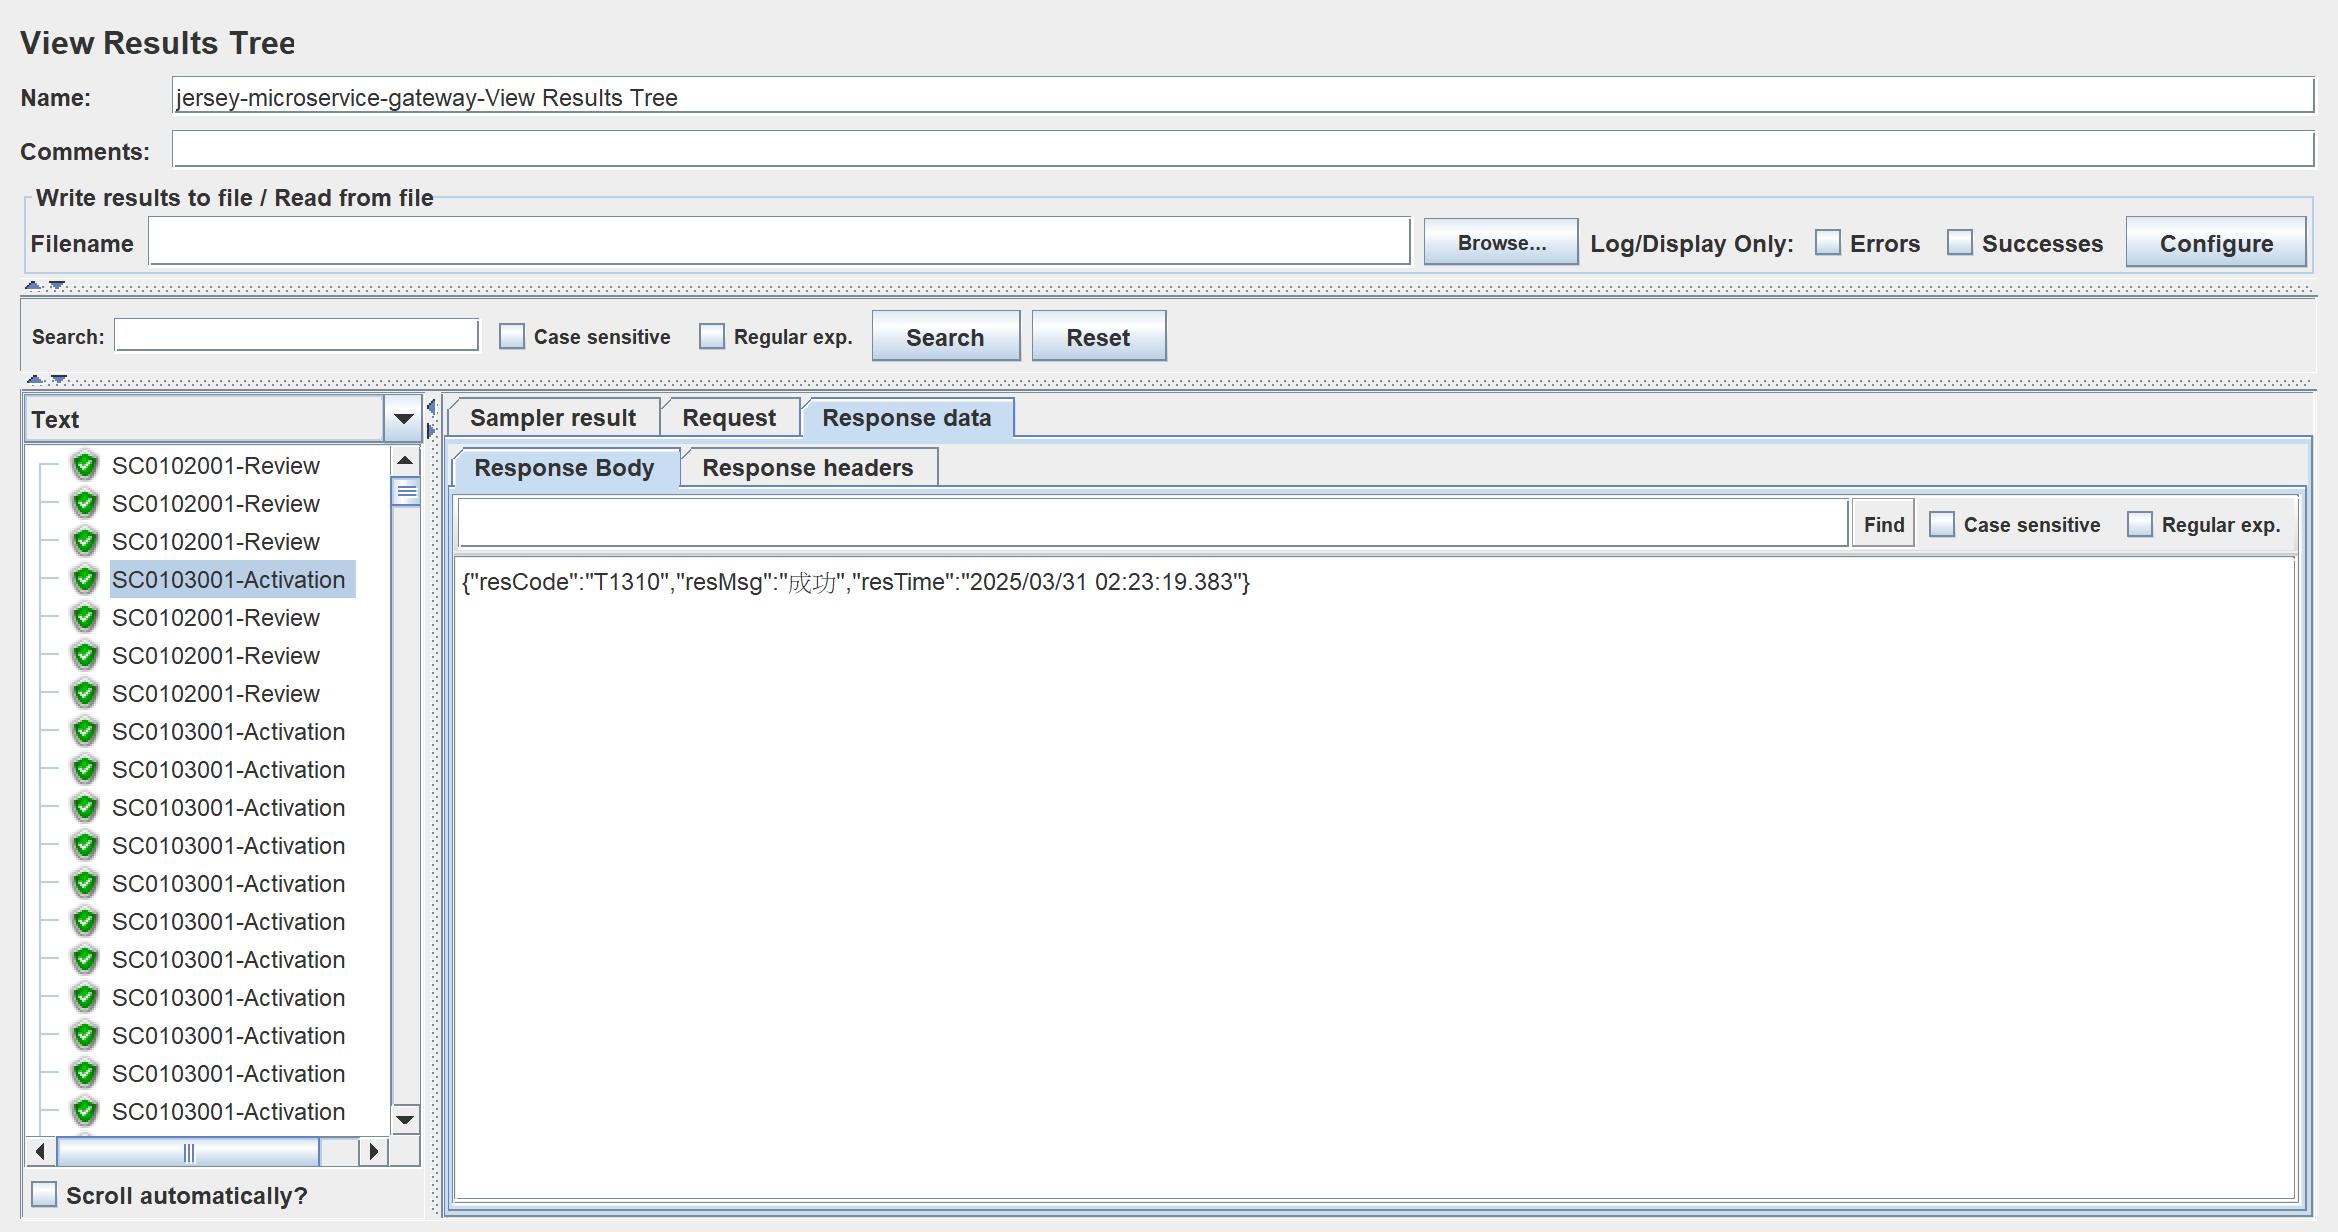 View Results Tree
Name: jersey-microservice-gateway-View Results Tree
Comments:
Write results to file / Read from file
Filename Browse... Log/Display Only: Errors Successes Configure
Search: Case sensitive Regular exp. Search Reset
Text
SC0102001-Review
SC0102001-Review
SC0102001-Review
SC0103001-Activation
SC0102001-Review
SC0102001-Review
SC0102001-Review
SC0103001-Activation
SC0103001-Activation
SC0103001-Activation
SC0103001-Activation
SC0103001-Activation
SC0103001-Activation
SC0103001-Activation
SC0103001-Activation
SC0103001-Activation
SC0103001-Activation
SC0103001-Activation
Scroll automatically?
Sampler result Request Response data
Response Body Response headers
Find Case sensitive Regular exp.
{"resCode":"T1310","resMsg":"成功","resTime":"2025/03/31 02:23:19.383"}